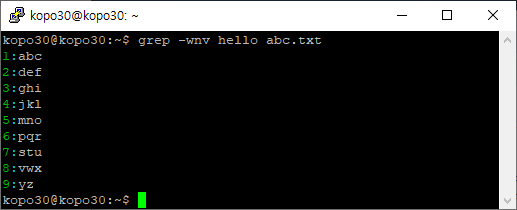 kopo30@kopo30: ~
kopo30@kopo30:~$ grep -wnv hello abc.txt
1:abc
2:def
3:ghi
4:jkl
5:mno
6:pqr
7:stu
8:vwx
9:yz
kopo30@kopo30:~$